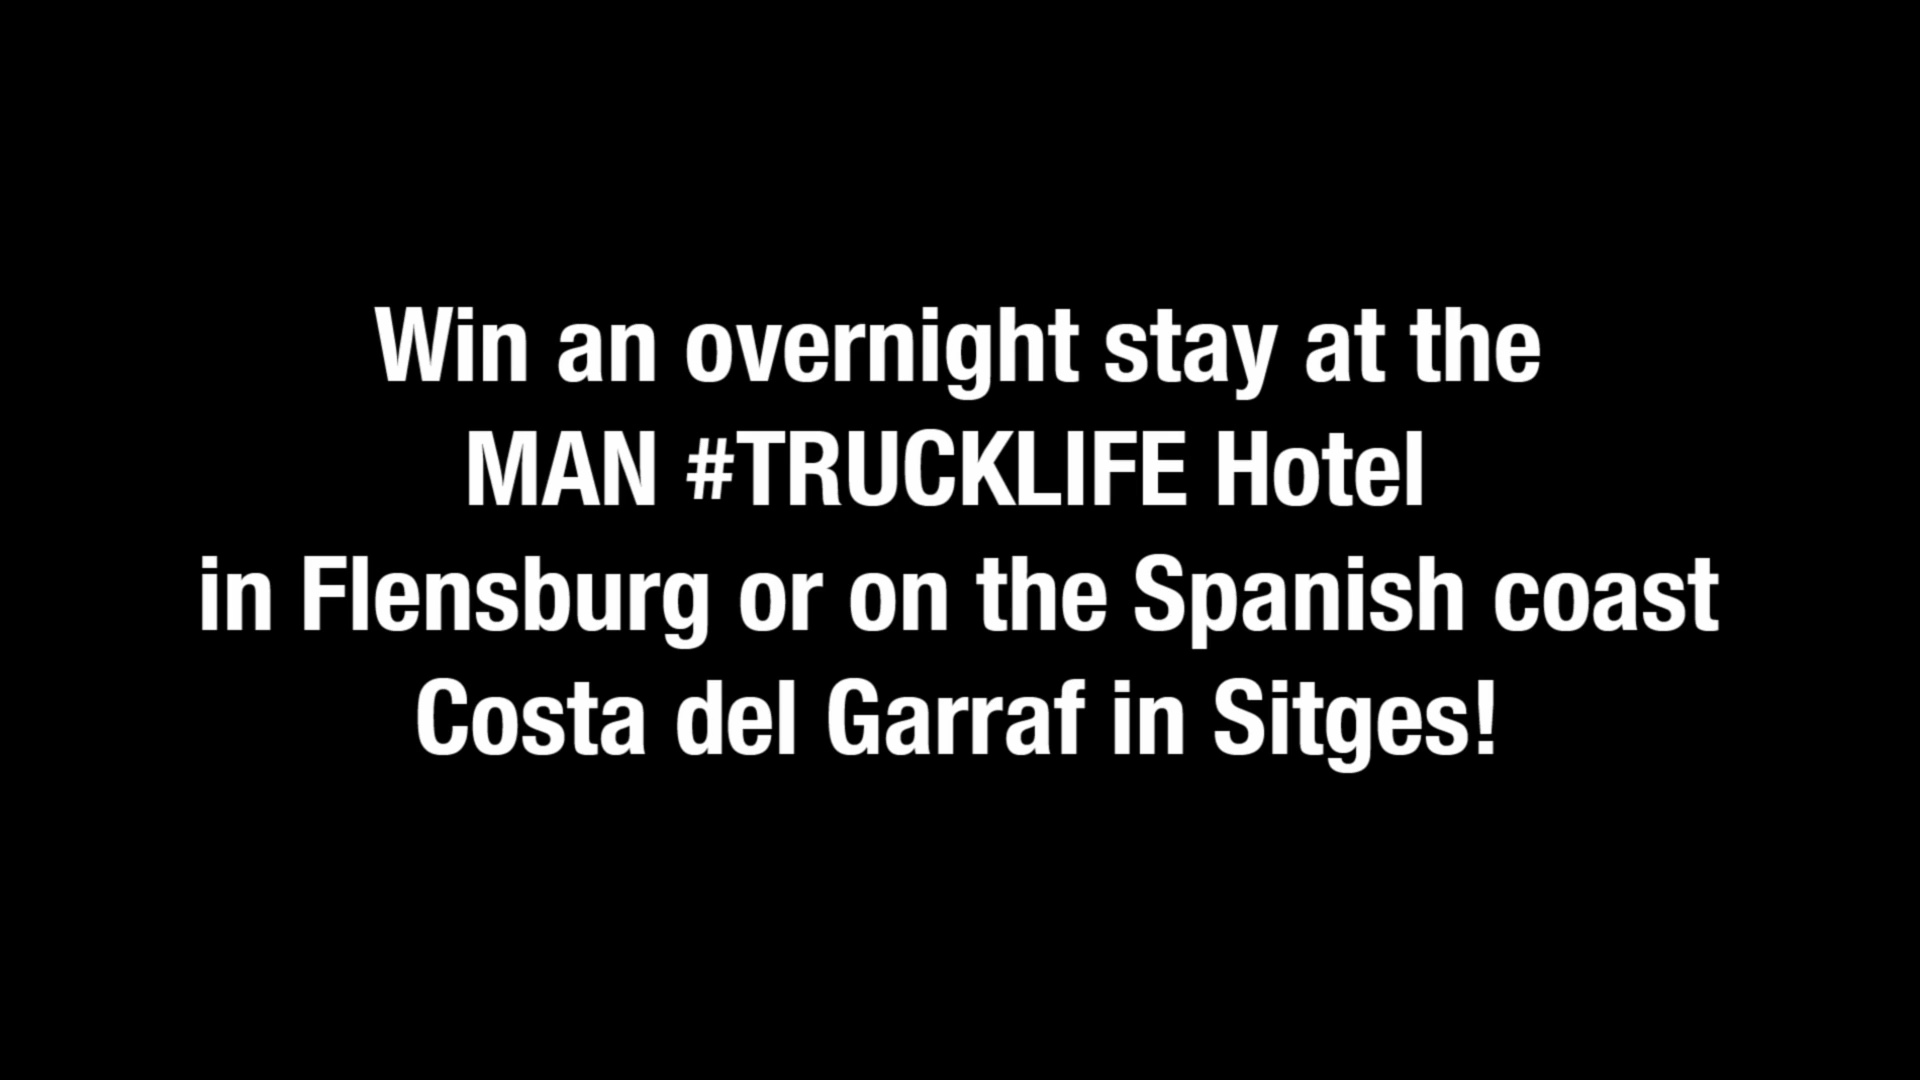 Win an overnight stay at the
MAN #TRUCKLIFE Hotel
in Flensburg or on the Spanish coast
Costa del Garraf in Sitges!